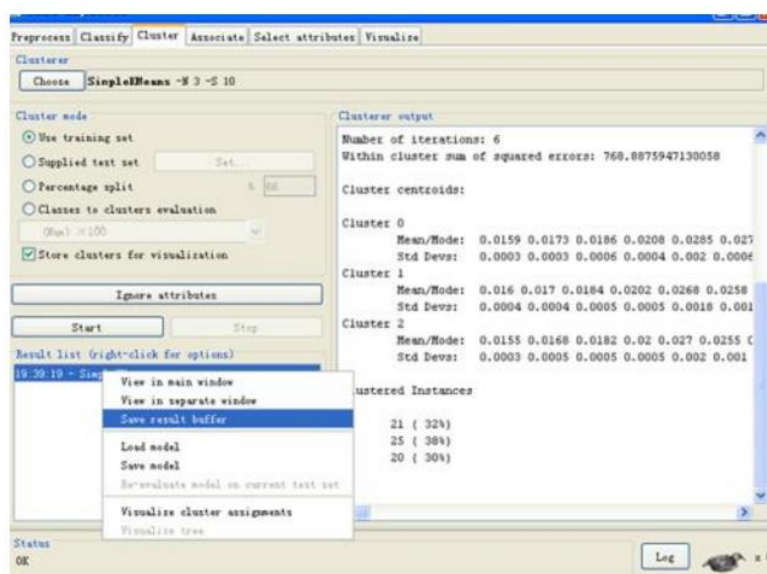 Preprocess Classify Cluster Associate Select attributes Visualize
Clusterer
Choose SimpleKMeans -N 3 -S 10
Cluster mode
Use training set
Supplied test set Set...
Percentage split % 66
Classes to clusters evaluation
(Num) x100
Store clusters for visualization
Ignore attributes
Start Stop
Result list (right-click for options)
19:39:19 - Sim
View in main window
View in separate window
Save result buffer
Load model
Save model
Re-evaluate model on current test set
Visualize cluster assignments
Visualize tree
Clusterer output
Number of iterations: 6
Within cluster sum of squared errors: 768.8875947130058
Cluster centroids:
Cluster 0
Mean/Mode: 0.0159 0.0173 0.0186 0.0208 0.0285 0.027
Std Devs: 0.0003 0.0003 0.0006 0.0004 0.002 0.0006
Cluster 1
Mean/Mode: 0.016 0.017 0.0184 0.0202 0.0268 0.0258
Std Devs: 0.0004 0.0004 0.0005 0.0005 0.0018 0.001
Cluster 2
Mean/Mode: 0.0155 0.0168 0.0182 0.02 0.027 0.0255
Std Devs: 0.0003 0.0005 0.0005 0.0005 0.002 0.001
lustered Instances
21 ( 32%)
25 ( 38%)
20 ( 30%)
Status
OK
Log x